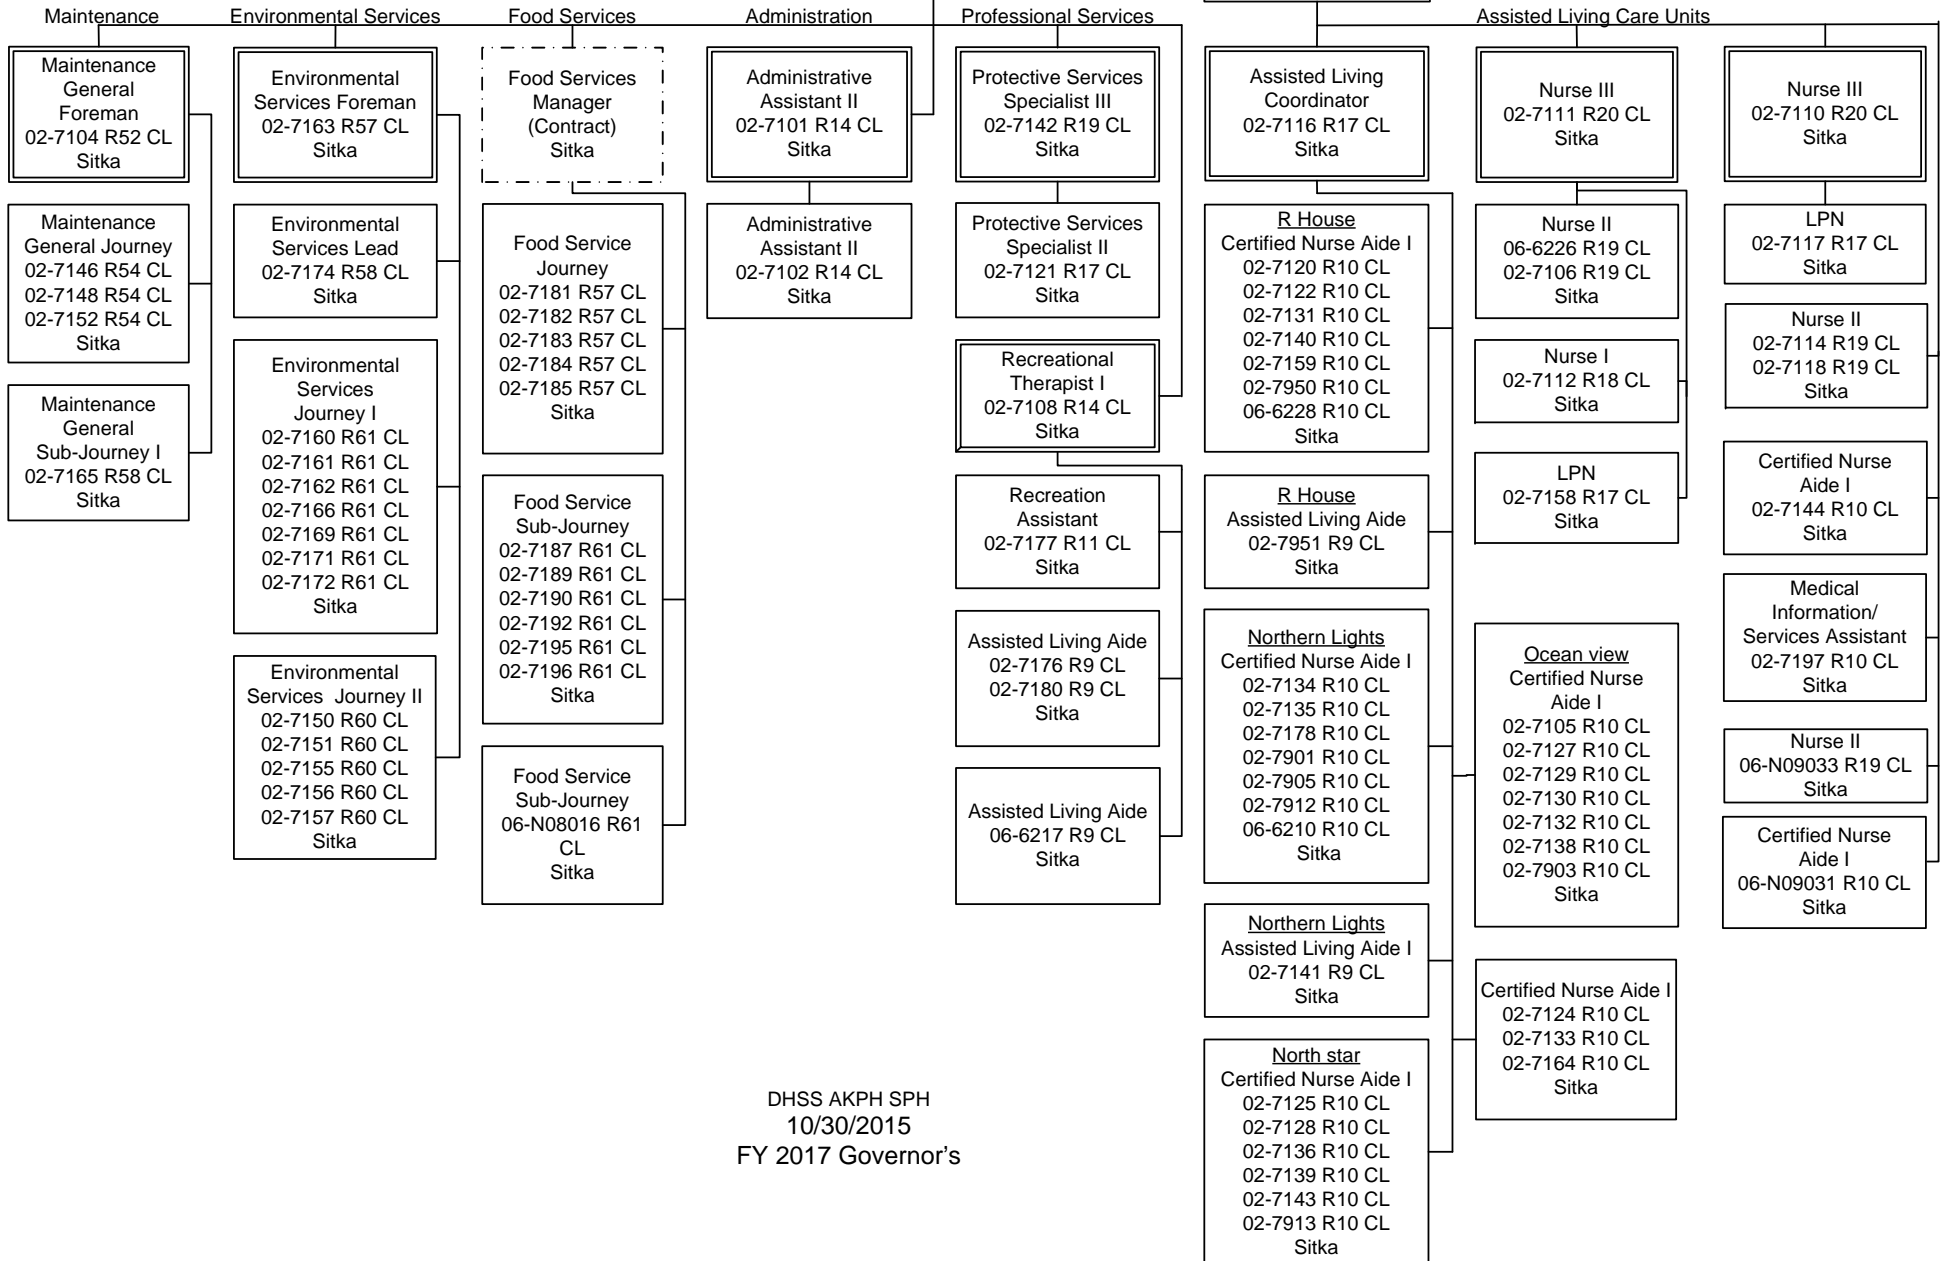 Maintenance
Environmental Services
Food Services
Administration
Professional Services
Assisted Living Care Units
Maintenance
General
Foreman
02-7104 R52 CL
Sitka
Maintenance
General Journey
02-7146 R54 CL
02-7148 R54 CL
02-7152 R54 CL
Sitka
Maintenance
General
Sub-Journey I
02-7165 R58 CL
Sitka
Environmental
Services Foreman
02-7163 R57 CL
Sitka
Environmental
Services Lead
02-7174 R58 CL
Sitka
Environmental
Services
Journey I
02-7160 R61 CL
02-7161 R61 CL
02-7162 R61 CL
02-7166 R61 CL
02-7169 R61 CL
02-7171 R61 CL
02-7172 R61 CL
Sitka
Environmental
Services Journey II
02-7150 R60 CL
02-7151 R60 CL
02-7155 R60 CL
02-7156 R60 CL
02-7157 R60 CL
Sitka
Food Services
Manager
(Contract)
Sitka
Food Service
Journey
02-7181 R57 CL
02-7182 R57 CL
02-7183 R57 CL
02-7184 R57 CL
02-7185 R57 CL
Sitka
Food Service
Sub-Journey
02-7187 R61 CL
02-7189 R61 CL
02-7190 R61 CL
02-7192 R61 CL
02-7195 R61 CL
02-7196 R61 CL
Sitka
Food Service
Sub-Journey
06-N08016 R61
CL
Sitka
Administrative
Assistant II
02-7101 R14 CL
Sitka
Administrative
Assistant II
02-7102 R14 CL
Sitka
Protective Services
Specialist III
02-7142 R19 CL
Sitka
Protective Services
Specialist II
02-7121 R17 CL
Sitka
Recreational
Therapist I
02-7108 R14 CL
Sitka
Recreation
Assistant
02-7177 R11 CL
Sitka
Assisted Living Aide
02-7176 R9 CL
02-7180 R9 CL
Sitka
Assisted Living Aide
06-6217 R9 CL
Sitka
Assisted Living
Coordinator
02-7116 R17 CL
Sitka
R House
Certified Nurse Aide I
02-7120 R10 CL
02-7122 R10 CL
02-7131 R10 CL
02-7140 R10 CL
02-7159 R10 CL
02-7950 R10 CL
06-6228 R10 CL
Sitka
R House
Assisted Living Aide
02-7951 R9 CL
Sitka
Northern Lights
Certified Nurse Aide I
02-7134 R10 CL
02-7135 R10 CL
02-7178 R10 CL
02-7901 R10 CL
02-7905 R10 CL
02-7912 R10 CL
06-6210 R10 CL
Sitka
Northern Lights
Assisted Living Aide I
02-7141 R9 CL
Sitka
North star
Certified Nurse Aide I
02-7125 R10 CL
02-7128 R10 CL
02-7136 R10 CL
02-7139 R10 CL
02-7143 R10 CL
02-7913 R10 CL
Sitka
Nurse III
02-7111 R20 CL
Sitka
Nurse II
06-6226 R19 CL
02-7106 R19 CL
Sitka
Nurse I
02-7112 R18 CL
Sitka
LPN
02-7158 R17 CL
Sitka
Ocean view
Certified Nurse
Aide I
02-7105 R10 CL
02-7127 R10 CL
02-7129 R10 CL
02-7130 R10 CL
02-7132 R10 CL
02-7138 R10 CL
02-7903 R10 CL
Sitka
Certified Nurse Aide I
02-7124 R10 CL
02-7133 R10 CL
02-7164 R10 CL
Sitka
Nurse III
02-7110 R20 CL
Sitka
LPN
02-7117 R17 CL
Sitka
Nurse II
02-7114 R19 CL
02-7118 R19 CL
Sitka
Certified Nurse
Aide I
02-7144 R10 CL
Sitka
Medical
Information/
Services Assistant
02-7197 R10 CL
Sitka
Nurse II
06-N09033 R19 CL
Sitka
Certified Nurse
Aide I
06-N09031 R10 CL
Sitka
DHSS AKPH SPH
10/30/2015
FY 2017 Governor's